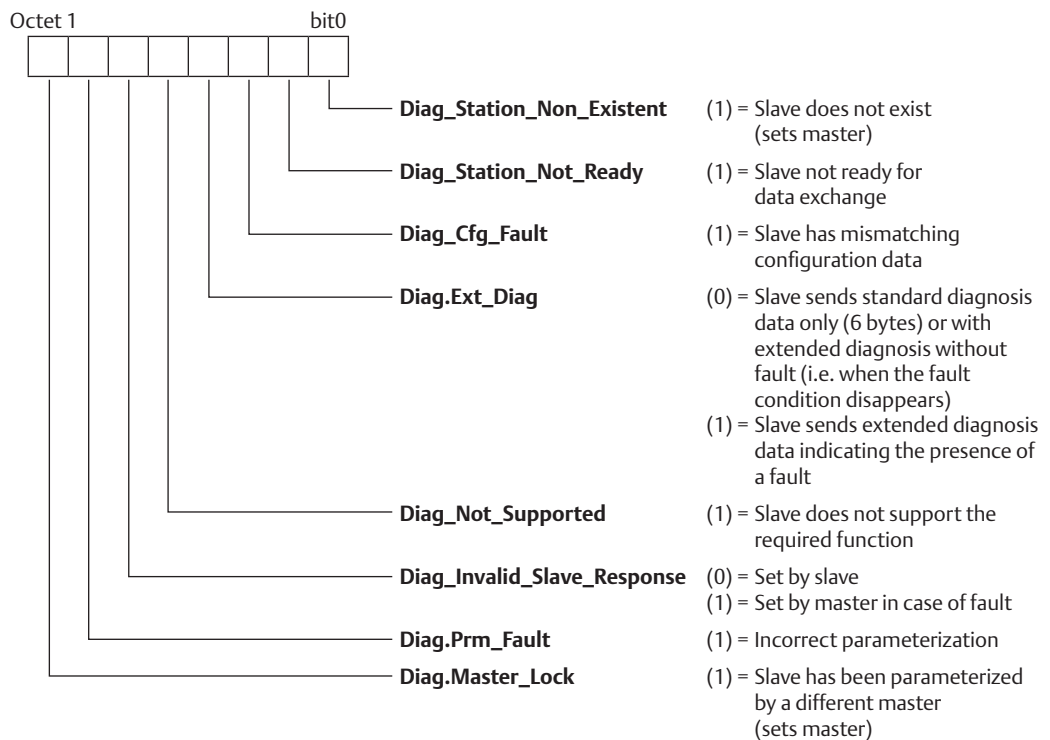 Octet 1 bit0
Diag_Station_Non_Existent (1) = Slave does not exist
(sets master)
Diag_Station_Not_Ready (1) = Slave not ready for
data exchange
Diag_Cfg_Fault (1) = Slave has mismatching
configuration data
Diag.Ext_Diag (0) = Slave sends standard diagnosis
data only (6 bytes) or with
extended diagnosis without
fault (i.e. when the fault
condition disappears)
(1) = Slave sends extended diagnosis
data indicating the presence of
a fault
Diag_Not_Supported (1) = Slave does not support the
required function
Diag_Invalid_Slave_Response (0) = Set by slave
(1) = Set by master in case of fault
Diag.Prm_Fault (1) = Incorrect parameterization
Diag.Master_Lock (1) = Slave has been parameterized
by a different master
(sets master)